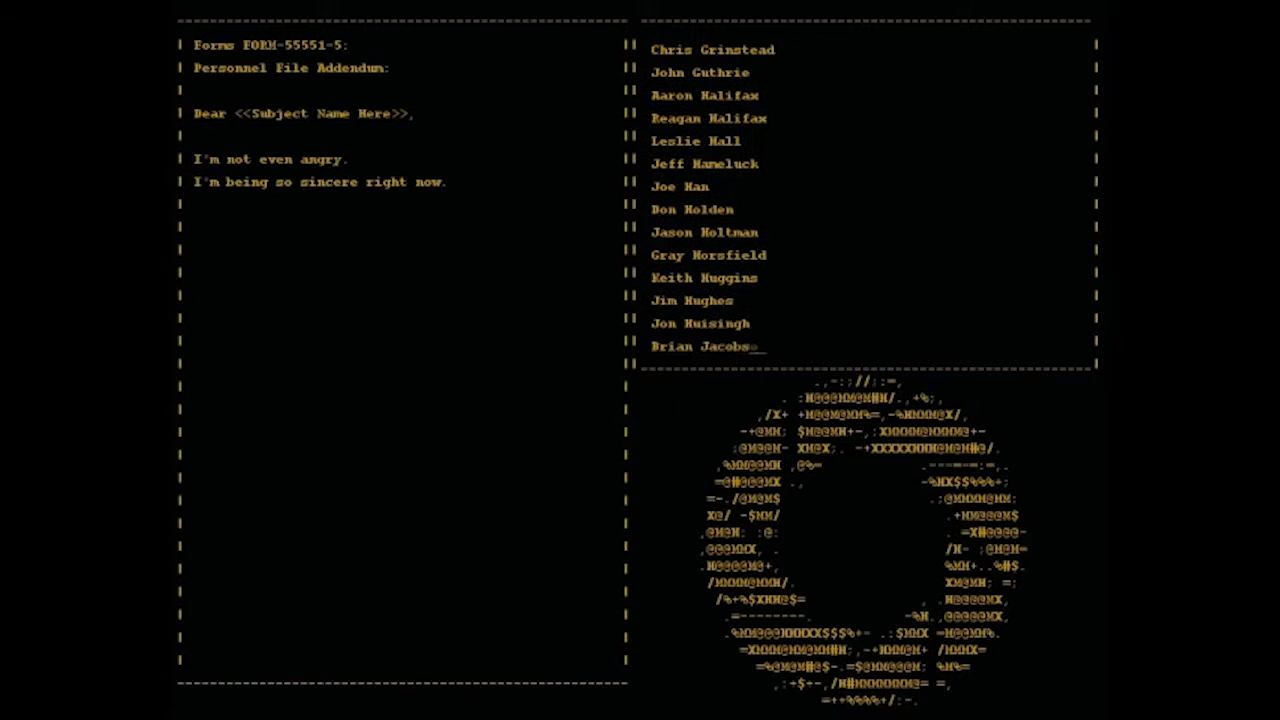 Forms FORM-55551-5:
Personnel File Addendum:
Dear <<Subject Name Here>>,
I'm not even angry.
I'm being so sincere right now.
Chris Grinstead
John Guthrie
Aaron Halifax
Reagan Halifax
Leslie Hall
Jeff Hameluck
Joe Han
Don Holden
Jason Holtman
Gray Horsfield
Keith Huggins
Jim Hughes
Jon Huisingh
Brian Jacobs